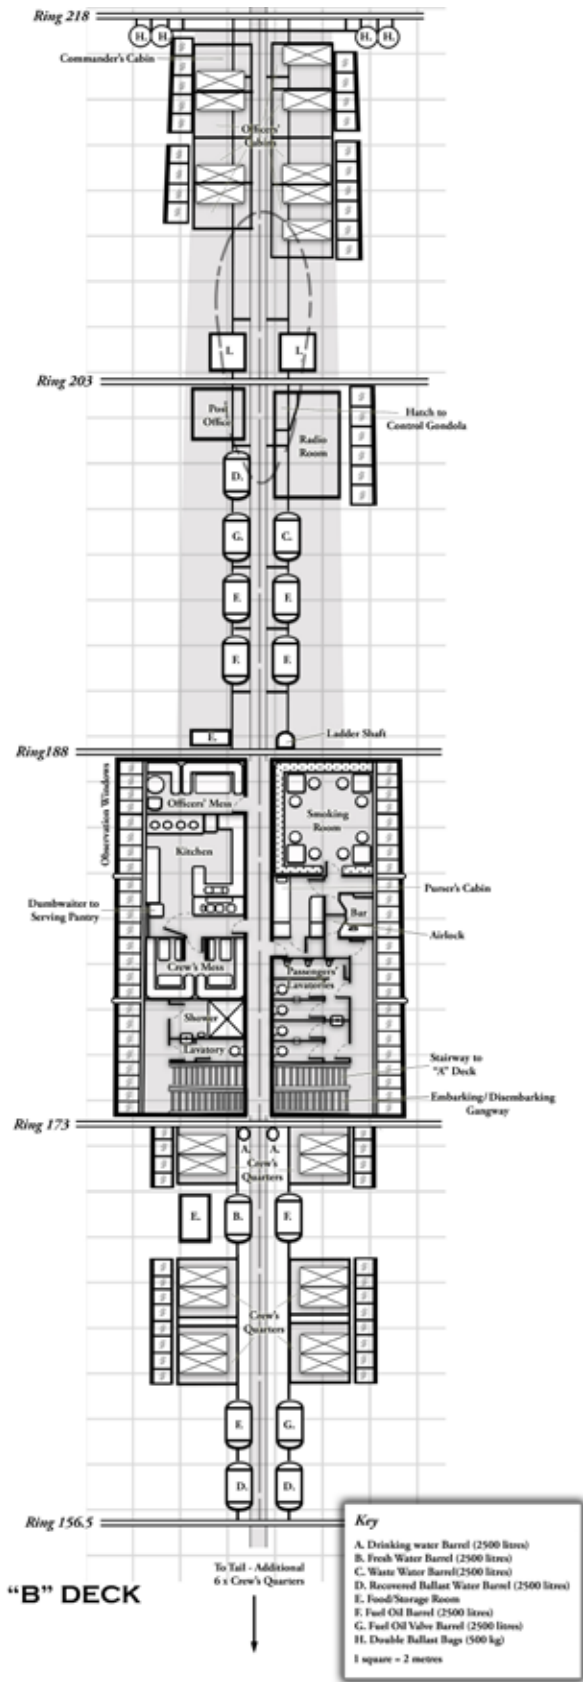 Ring 218
H. H. H. H.
Commander's Cabin
Officers'
Cabins
I. I.
Ring 203
Post
Office
Hatch to
Control Gondola
Radio
Room
D.
G. C.
F. F.
F. F.
E.
Ladder Shaft
Ring188
Observation Windows
Officers' Mess
Smoking
Room
Kitchen
Purser's Cabin
Dumbwaiter to
Serving Pantry
Bar
Airlock
Crew's Mess
Passengers'
Lavatories
Shower
Lavatory
Stairway to
"A" Deck
Embarking/Disembarking
Gangway
Ring 173
A. A.
Crew's
Quarters
E. B. F.
Crew's
Quarters
F. G.
D. D.
Ring 156.5
To Tail - Additional
6 x Crew's Quarters
“B” DECK
Key
A. Drinking water Barrel (2500 litres)
B. Fresh Water Barrel (2500 litres)
C. Waste Water Barrel(2500 litres)
D. Recovered Ballast Water Barrel (2500 litres)
E. Food/Storage Room
F. Fuel Oil Barrel (2500 litres)
G. Fuel Oil Valve Barrel (2500 litres)
H. Double Ballast Bags (500 kg)
1 square = 2 metres